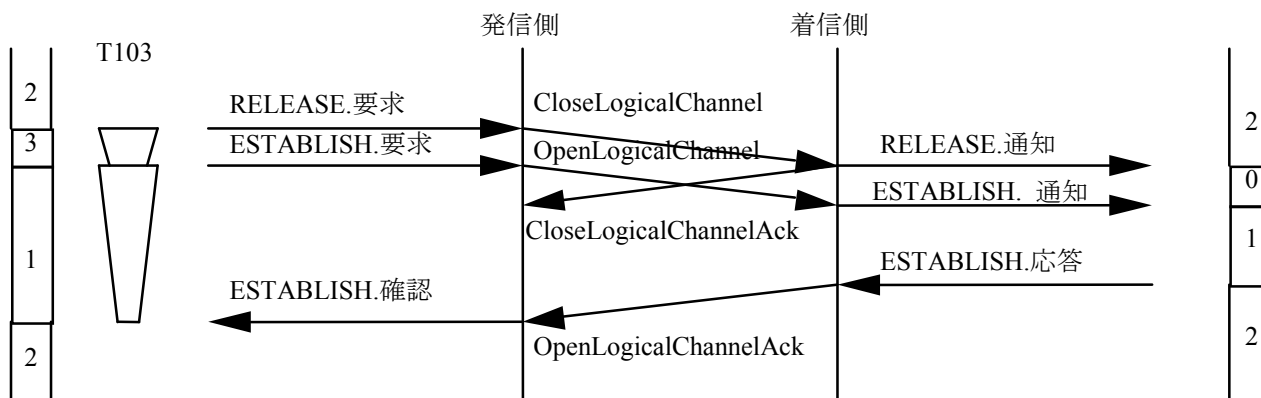 発信側
着信側
T103
2
RELEASE.要求
CloseLogicalChannel
2
3
ESTABLISH.要求
OpenLogicalChannel
RELEASE.通知
0
ESTABLISH. 通知
CloseLogicalChannelAck
1
1
ESTABLISH.応答
ESTABLISH.確認
OpenLogicalChannelAck
2
2